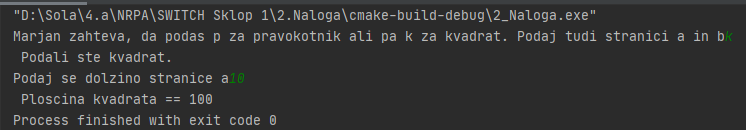 "D:\Sola\4.a\NRPA\SWITCH Sklop 1\2.Naloga\cmake-build-debug\2_Naloga.exe"
Marjan zahteva, da podas p za pravokotnik ali pa k za kvadrat. Podaj tudi stranici a in bk
Podali ste kvadrat.
Podaj se dolzino stranice a10
Ploscina kvadrata == 100
Process finished with exit code 0